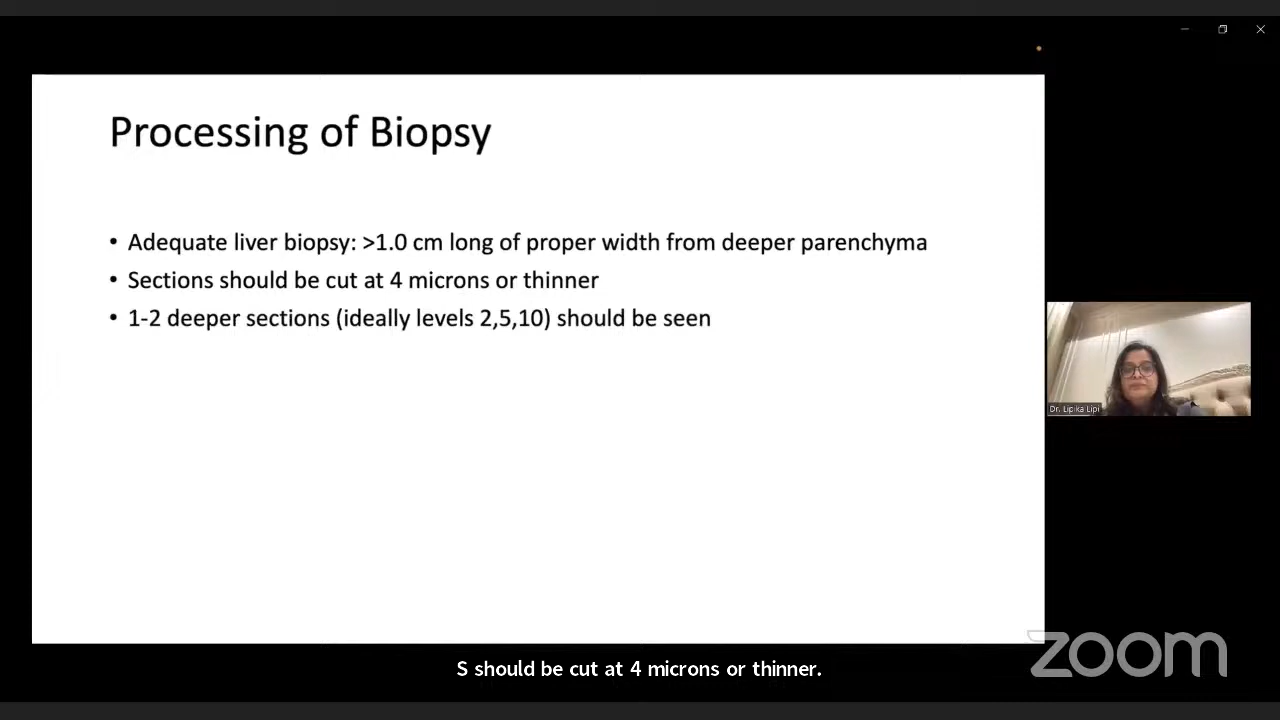 Processing of Biopsy
• Adequate liver biopsy: >1.0 cm long of proper width from deeper parenchyma
• Sections should be cut at 4 microns or thinner
• 1-2 deeper sections (ideally levels 2,5,10) should be seen
Dr. Lipika Lipi
zoom
S should be cut at 4 microns or thinner.